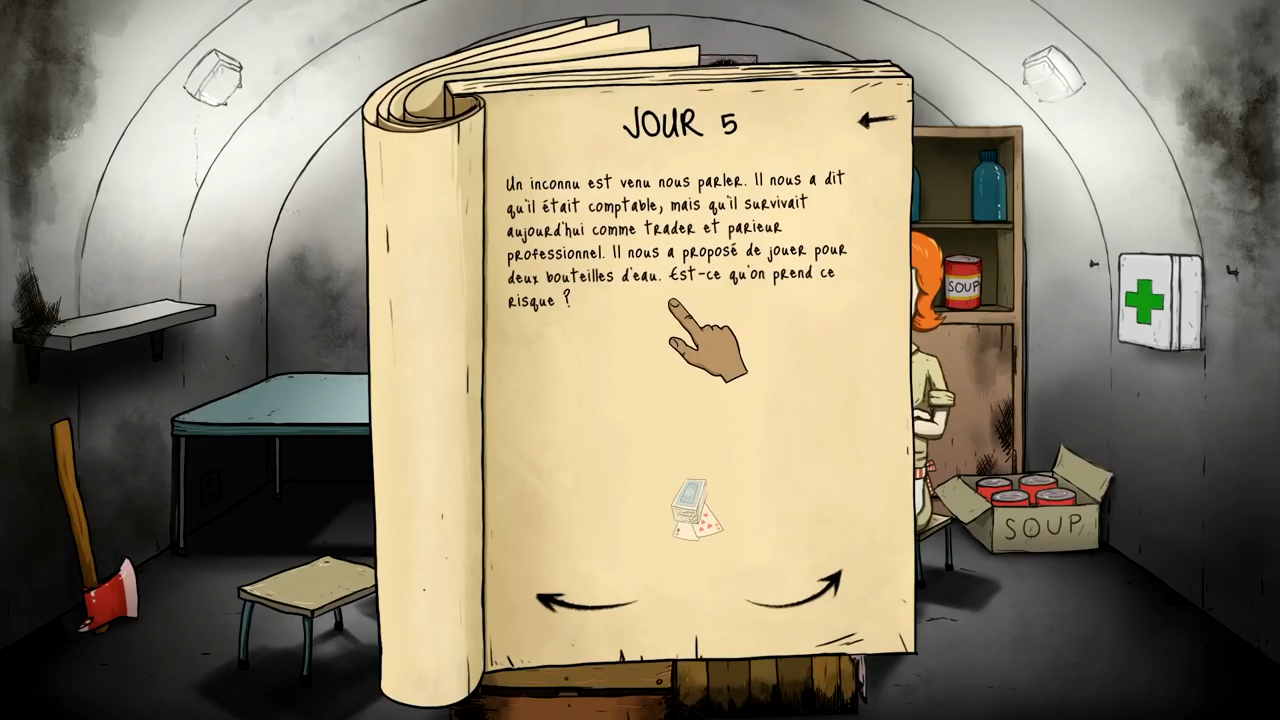 JOUR 5
Un inconnu est venu nous parler. Il nous a dit
qu'il était comptable, mais qu'il survivait
aujourd'hui comme trader et parieur
professionnel. Il nous a proposé de jouer pour
deux bouteilles d'eau. Est-ce qu'on prend ce
risque ?
SOUP
SOUP